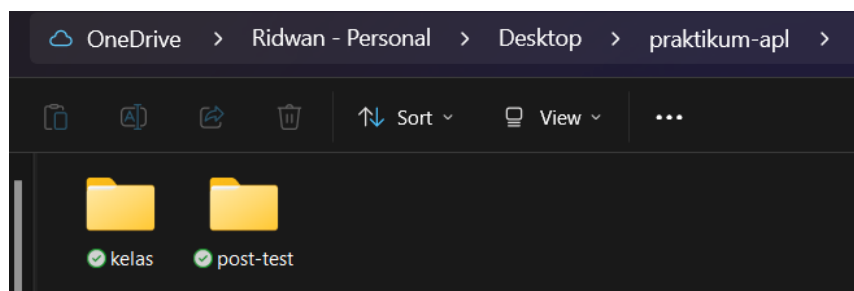 OneDrive > Ridwan - Personal > Desktop > praktikum-apl >
A Sort View ...
kelas post-test